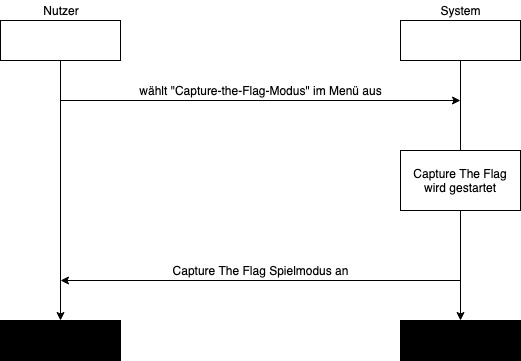 Nutzer
System
wählt "Capture-the-Flag-Modus" im Menü aus
Capture The Flag
wird gestartet
Capture The Flag Spielmodus an